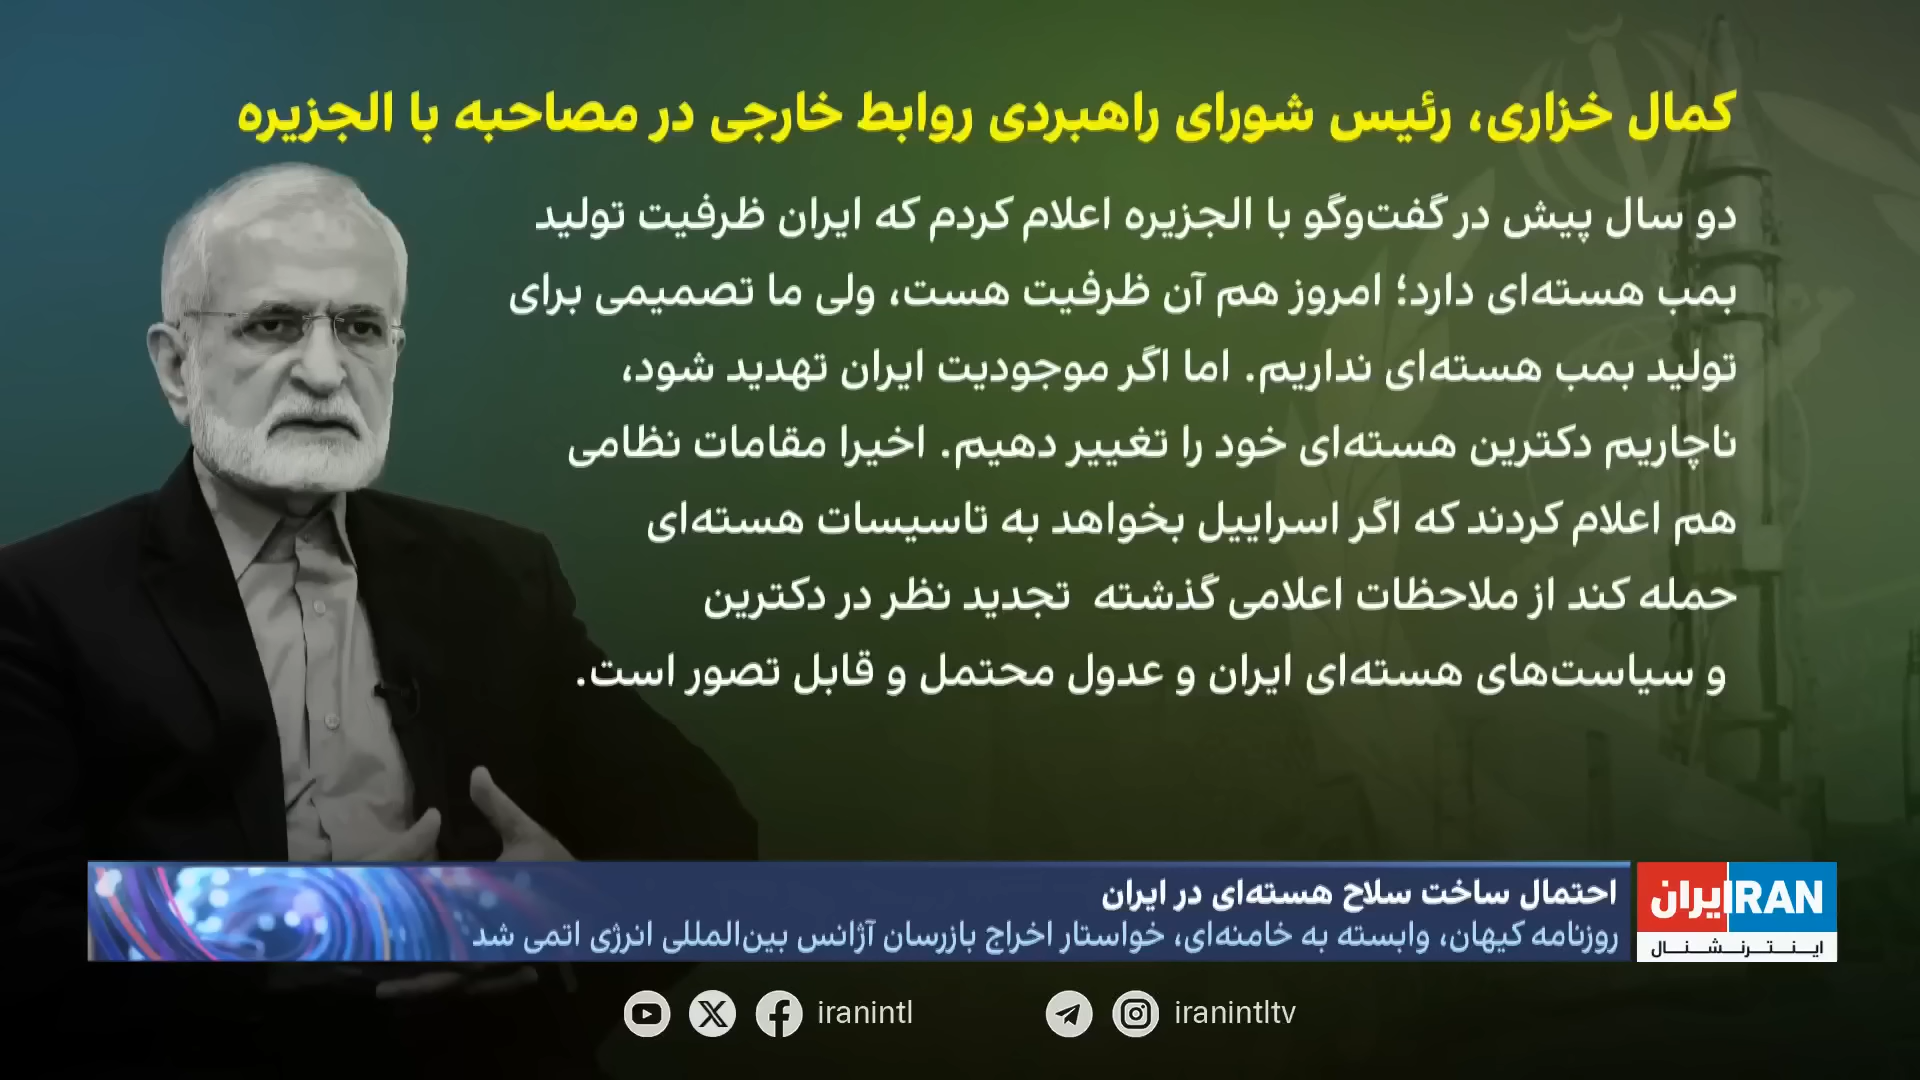 کمال خزاری، رئیس شورای راهبردی روابط خارجی در مصاحبه با الجزیره
دو سال پیش در گفت‌وگو با الجزیره اعلام کردم که ایران ظرفیت تولید
بمب هسته‌ای دارد؛ امروز هم آن ظرفیت هست، ولی ما تصمیمی برای
تولید بمب هسته‌ای نداریم. اما اگر موجودیت ایران تهدید شود،
ناچاریم دکترین هسته‌ای خود را تغییر دهیم. اخیرا مقامات نظامی
هم اعلام کردند که اگر اسراییل بخواهد به تاسیسات هسته‌ای
حمله کند از ملاحظات اعلامی گذشته  تجدید نظر در دکترین
و سیاست‌های هسته‌ای ایران و عدول محتمل و قابل تصور است.
احتمال ساخت سلاح هسته‌ای در ایران
روزنامه کیهان، وابسته به خامنه‌ای، خواستار اخراج بازرسان آژانس بین‌المللی انرژی اتمی شد
ایران IRAN
اینترنشنال
iranintl
iranintltv